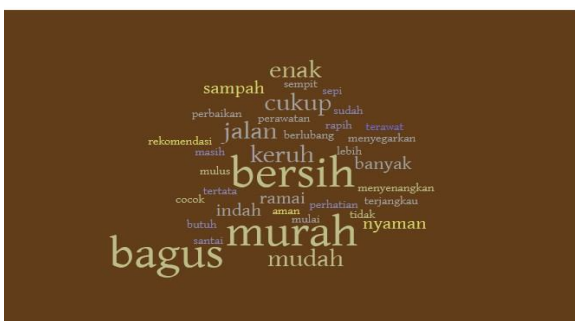 enak
sampah sempit sepi
cukup sudah
perbaikan perawatan
jalan berlubang rapih terawat
rekomendasi menyegarkan
masih keruh lebih
mulus bersih banyak
tertata menyenangkan
cocok ramai perhatian terjangkau
indah aman mulai tidak
butuh murah nyaman
santai
bagus mudah